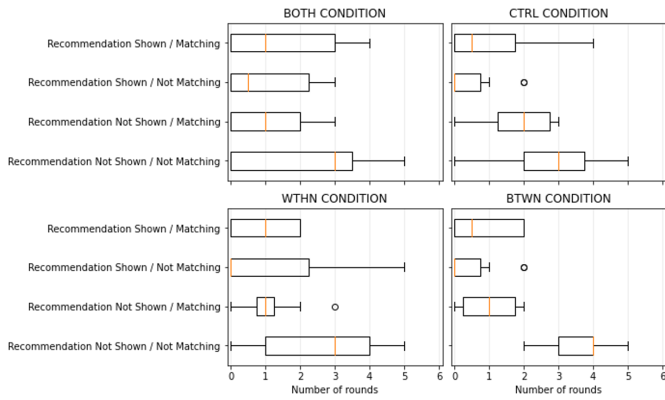 BOTH CONDITION
CTRL CONDITION
Recommendation Shown / Matching
Recommendation Shown / Not Matching
Recommendation Not Shown / Matching
Recommendation Not Shown / Not Matching
WTHN CONDITION
BTWN CONDITION
Recommendation Shown / Matching
Recommendation Shown / Not Matching
Recommendation Not Shown / Matching
Recommendation Not Shown / Not Matching
0 1 2 3 4 5 6
0 1 2 3 4 5 6
Number of rounds
Number of rounds